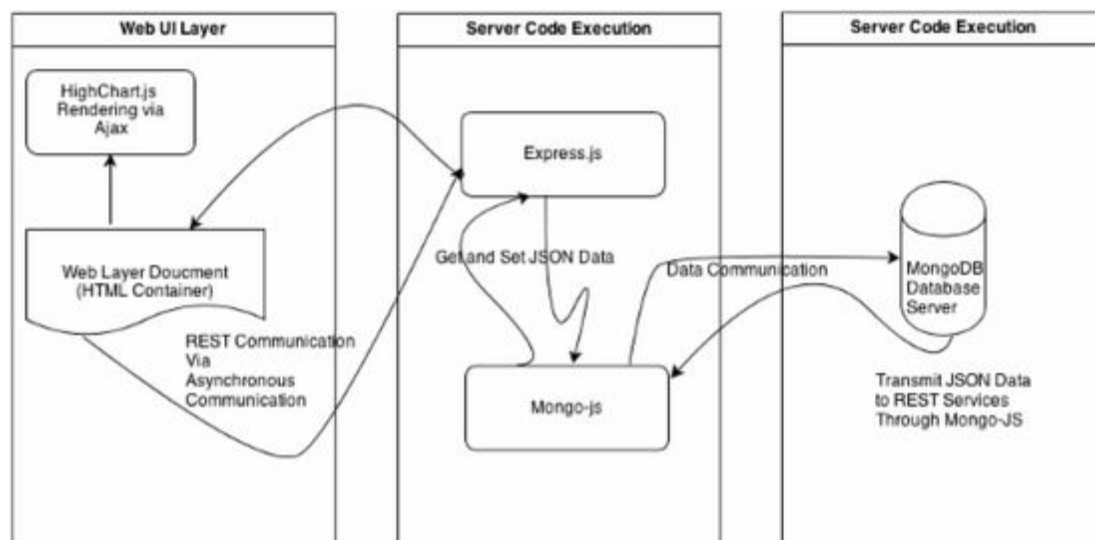 Web UI Layer
HighChart.js
Rendering via
Ajax
Web Layer Doucment
(HTML Container)
REST Communication
Via
Asynchronous
Communication
Server Code Execution
Express.js
Get and Set JSON Data
Mongo-js
Data Communication
Server Code Execution
MongoDB
Database
Server
Transmit JSON Data
to REST Services
Through Mongo-JS